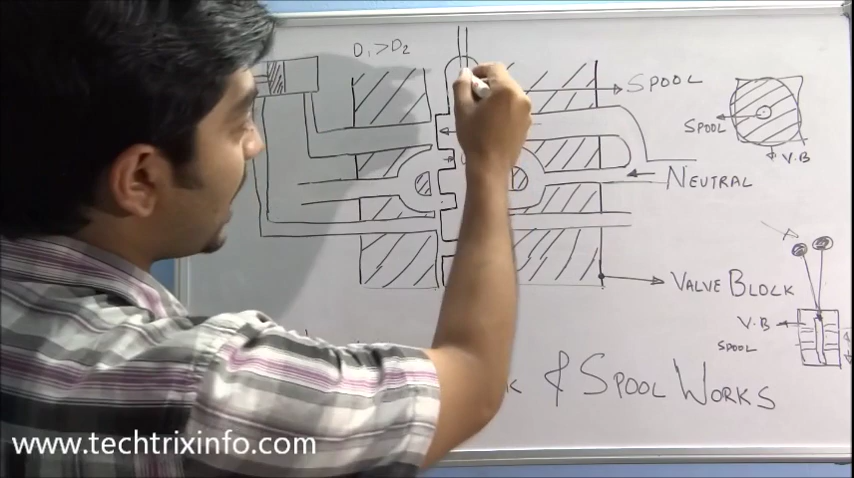 D1>D2
SPOOL
SPOOL
V.B
NEUTRAL
VALVE BLOCK
V.B
SPOOL
& SPOOL WORKS
www.techtrixinfo.com